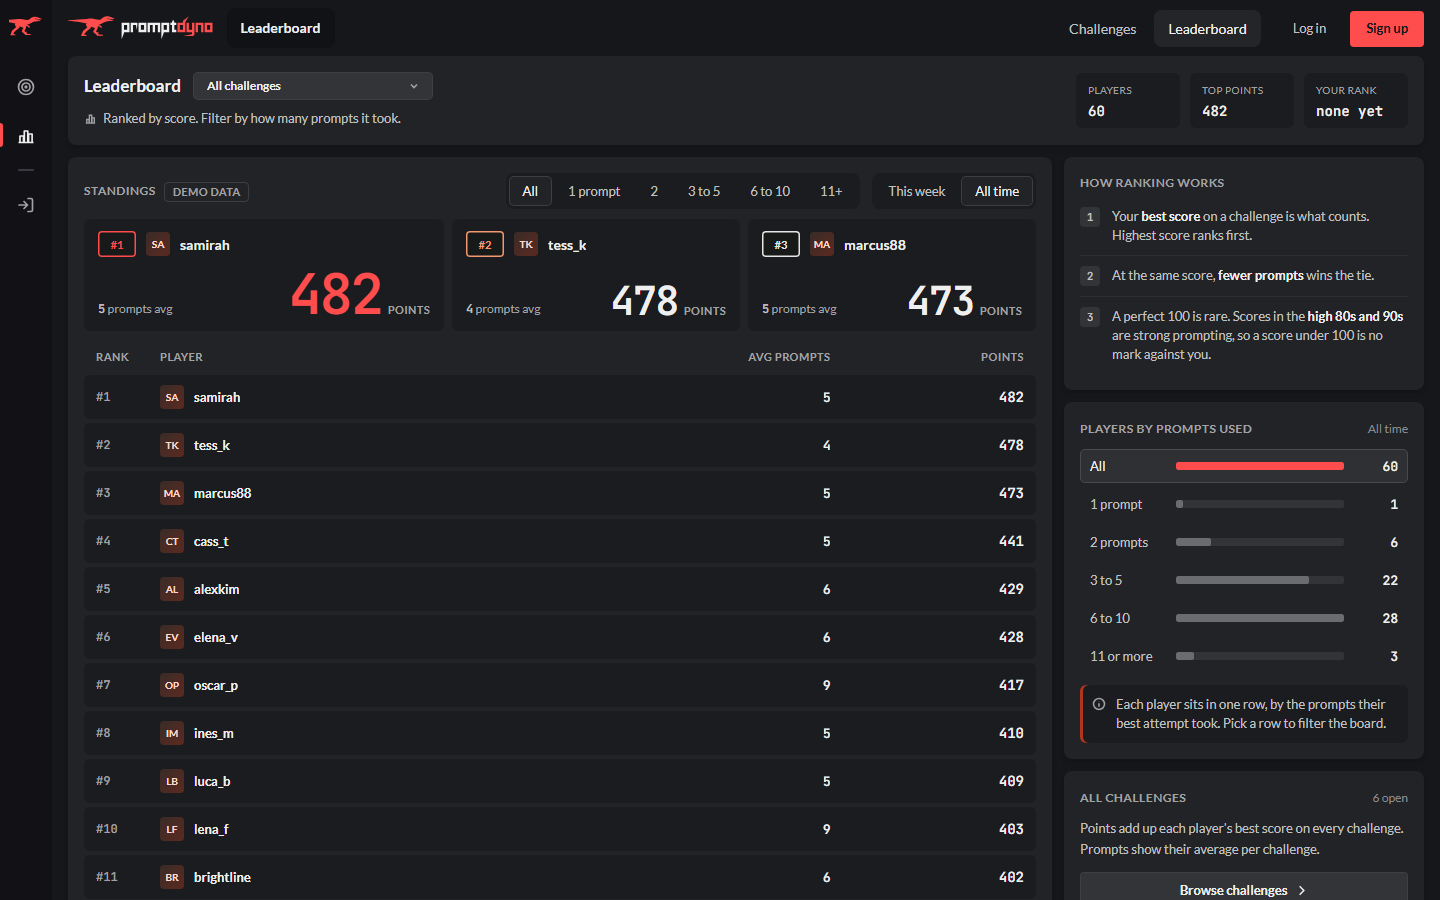 promptdyno
Leaderboard
Challenges
Leaderboard
Log in
Sign up
Leaderboard
All challenges
Ranked by score. Filter by how many prompts it took.
PLAYERS
60
TOP POINTS
482
YOUR RANK
none yet
STANDINGS
DEMO DATA
All
1 prompt
2
3 to 5
6 to 10
11+
This week
All time
#1
SA
samirah
5 prompts avg
482 POINTS
#2
TK
tess_k
4 prompts avg
478 POINTS
#3
MA
marcus88
5 prompts avg
473 POINTS
RANK PLAYER AVG PROMPTS POINTS
#1 SA samirah 5 482
#2 TK tess_k 4 478
#3 MA marcus88 5 473
#4 CT cass_t 5 441
#5 AL alexkim 6 429
#6 EV elena_v 6 428
#7 OP oscar_p 9 417
#8 IM ines_m 5 410
#9 LB luca_b 5 409
#10 LF lena_f 9 403
#11 BR brightline 6 402
HOW RANKING WORKS
1 Your best score on a challenge is what counts.
Highest score ranks first.
2 At the same score, fewer prompts wins the tie.
3 A perfect 100 is rare. Scores in the high 80s and 90s
are strong prompting, so a score under 100 is no
mark against you.
PLAYERS BY PROMPTS USED All time
All 60
1 prompt 1
2 prompts 6
3 to 5 22
6 to 10 28
11 or more 3
Each player sits in one row, by the prompts their
best attempt took. Pick a row to filter the board.
ALL CHALLENGES 6 open
Points add up each player's best score on every challenge.
Prompts show their average per challenge.
Browse challenges